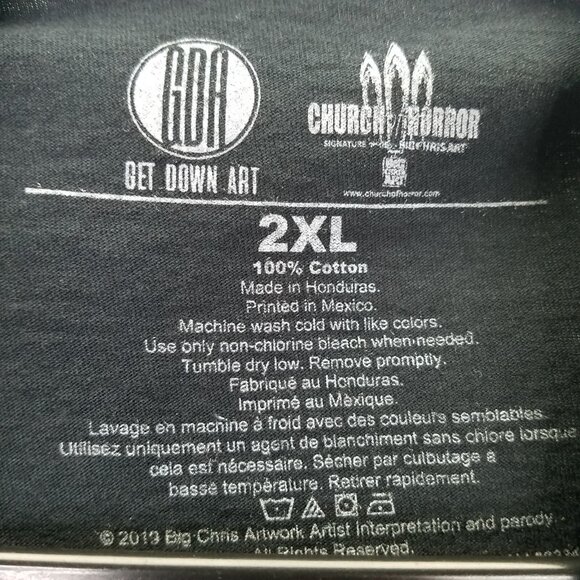 GDA
GET DOWN ART
CHURCH OF HORROR
SIGNATURE SERIES BIGCHRIS.ART
www.churchofhorror.com
2XL
100% Cotton
Made in Honduras.
Printed in Mexico.
Machine wash cold with like colors.
Use only non-chlorine bleach when needed.
Tumble dry low. Remove promptly.
Fabriqué au Honduras.
Imprimé au Mexique.
Lavage en machine à froid avec des couleurs semblables
Utilisez uniquement un agent de blanchiment sans chlore lorsque
cela est nécessaire. Sécher par culbutage à
basse température. Retirer rapidement.
© 2019 Big Chris Artwork Artist Interpretation and parody
All Rights Reserved.